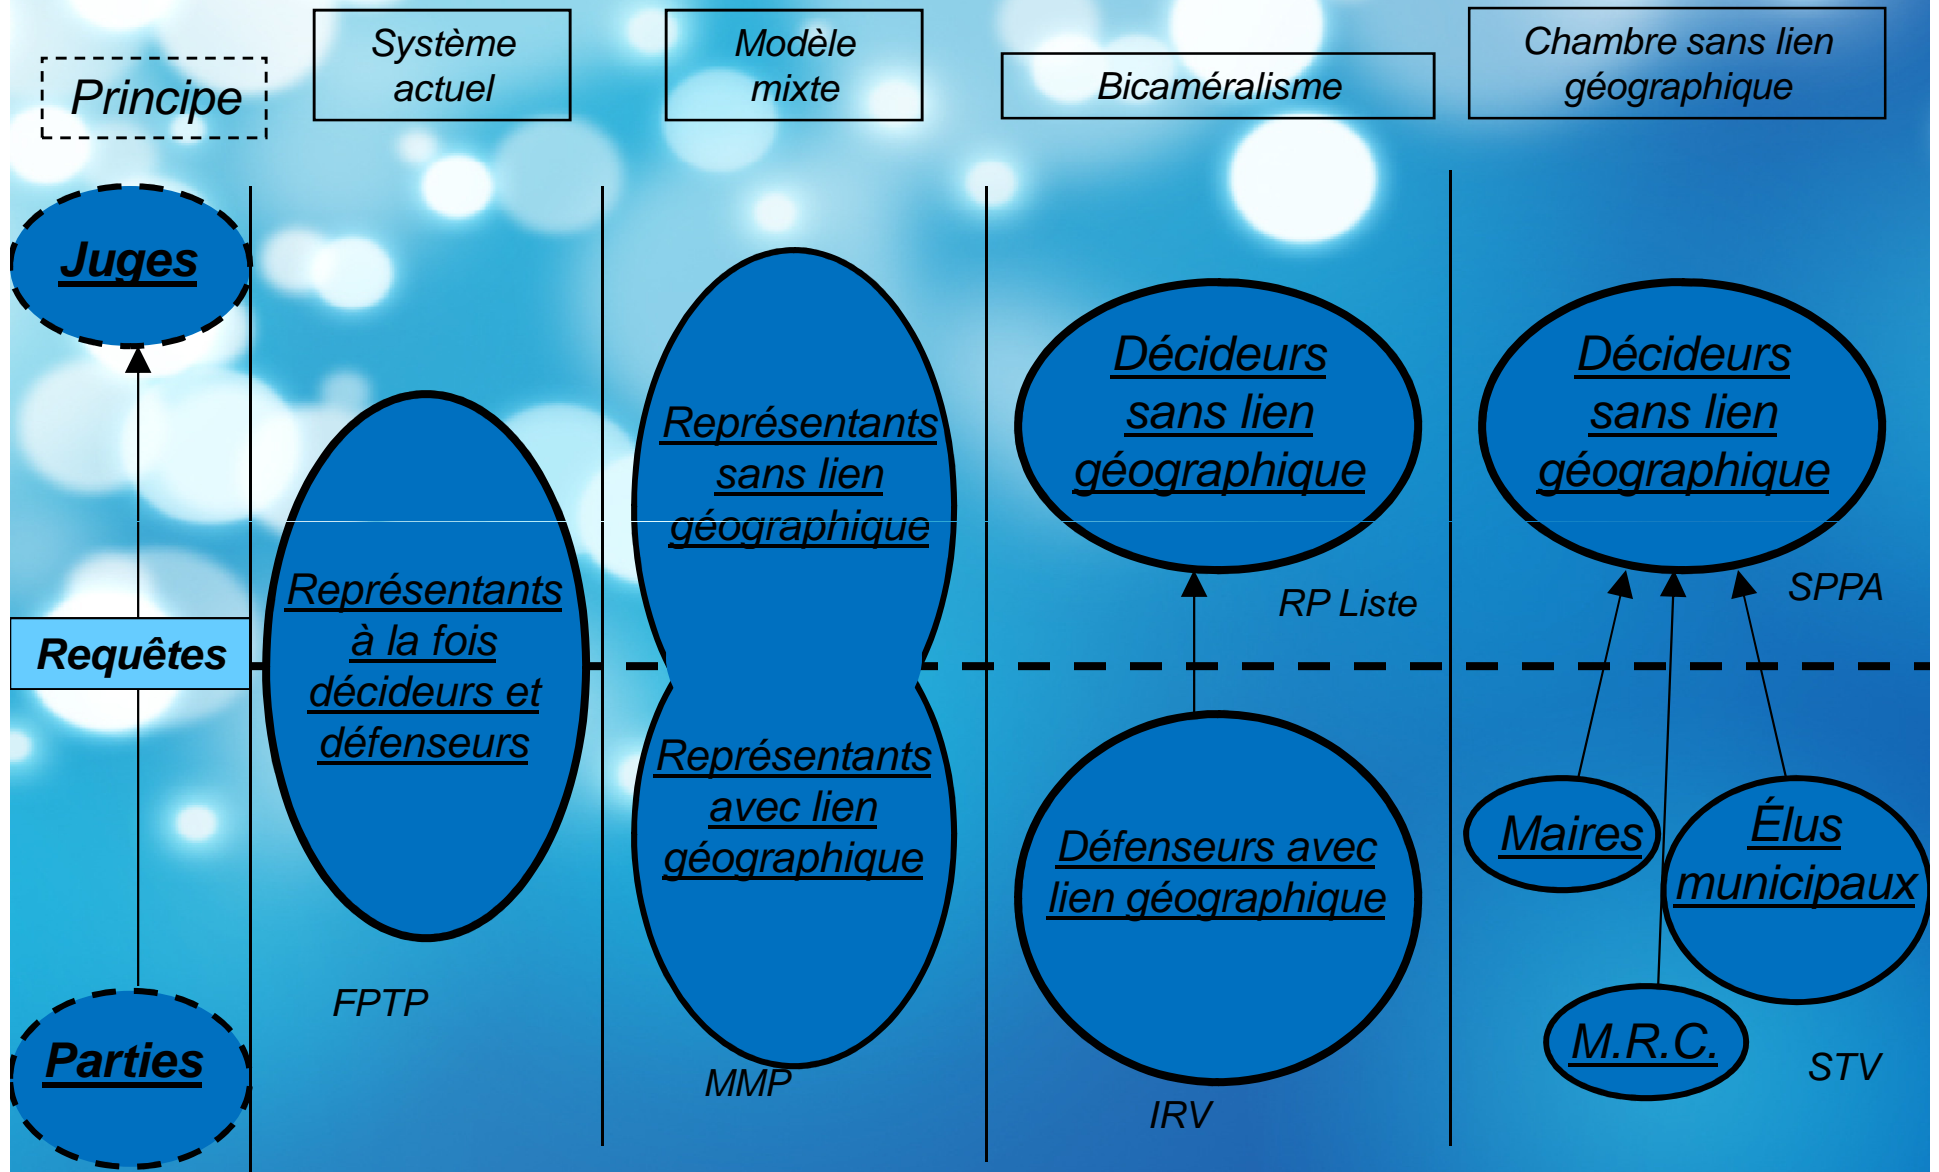 Principe
Système
actuel
Modèle
mixte
Bicaméralisme
Chambre sans lien
géographique
Juges
Requêtes
Parties
Représentants
à la fois
décideurs et
défenseurs
FPTP
Représentants
sans lien
géographique
Représentants
avec lien
géographique
MMP
Décideurs
sans lien
géographique
RP Liste
Défenseurs avec
lien géographique
IRV
Décideurs
sans lien
géographique
SPPA
Maires
Élus
municipaux
M.R.C.
STV